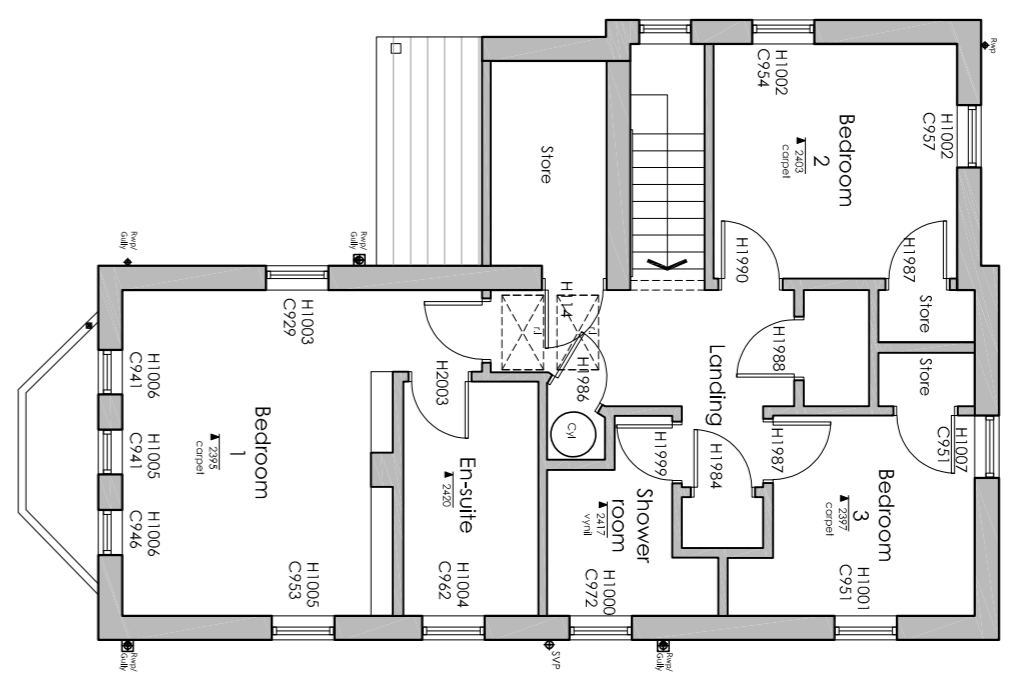 Rwp
H1002
C954
H1002
C957
Bedroom
2
2403
carpet
Store
H1990
H1987
Store
Rwp/
Gully
Rwp/
Gully
H1003
C929
r.l
r.l
H1986
H1988
Landing
Store
H1006
C941
H2003
Cyl
H1999
H1984
H1987
H1007
C951
Bedroom
1
2395
carpet
H1005
C941
En-suite
2420
Shower
room
2417
vynil
Bedroom
3
2397
carpet
H1006
C946
H1005
C953
H1004
C962
H1000
C972
H1001
C951
Rwp/
Gully
SVP
Rwp/
Gully